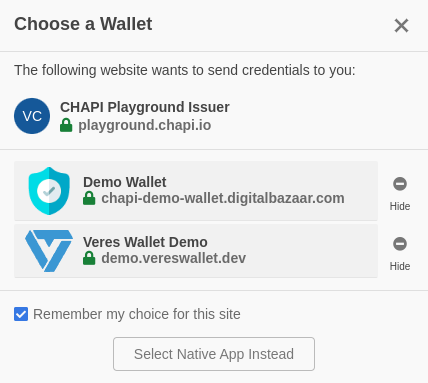 Choose a Wallet
The following website wants to send credentials to you:
VC
CHAPI Playground Issuer
playground.chapi.io
Demo Wallet
chapi-demo-wallet.digitalbazaar.com
Hide
Veres Wallet Demo
demo.vereswallet.dev
Hide
Remember my choice for this site
Select Native App Instead